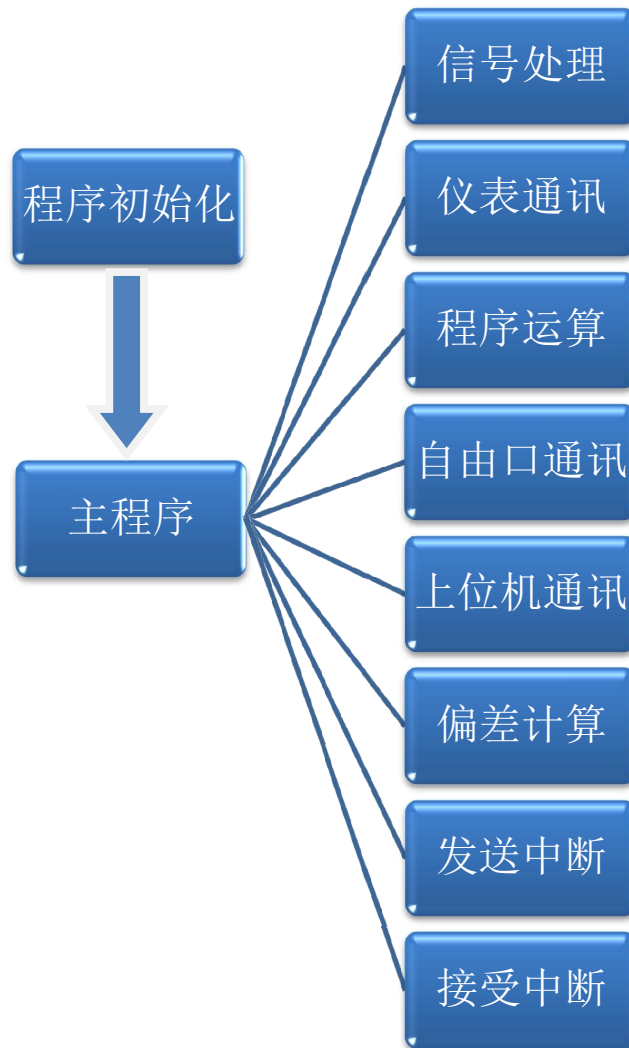 程序初始化
主程序
信号处理
仪表通讯
程序运算
自由口通讯
上位机通讯
偏差计算
发送中断
接受中断